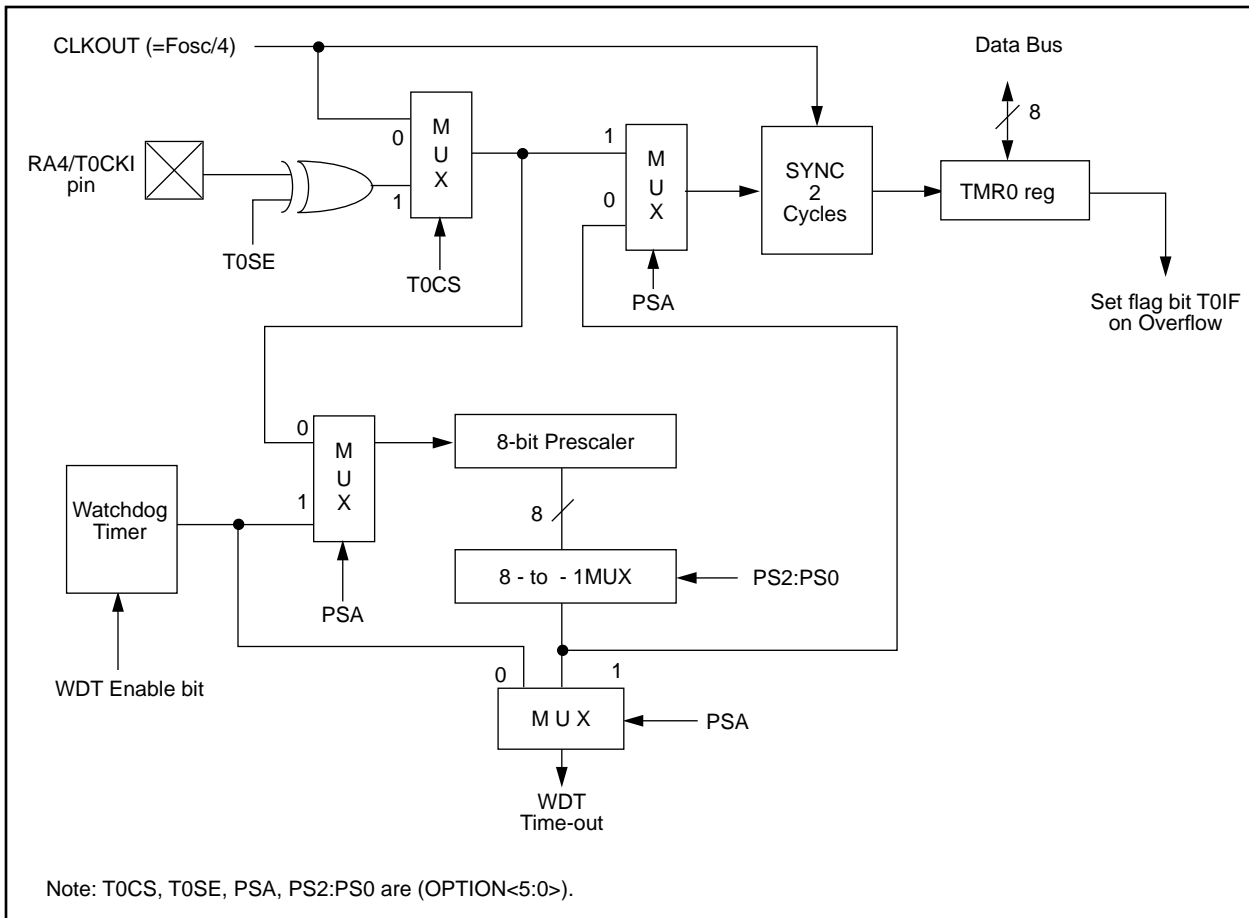 CLKOUT (=Fosc/4)
Data Bus
8
RA4/T0CKI
pin
0
1
M
U
X
T0SE
T0CS
1
0
M
U
X
PSA
SYNC
2
Cycles
TMR0 reg
Set flag bit T0IF
on Overflow
0
1
M
U
X
8-bit Prescaler
Watchdog
Timer
8
PSA
8 - to - 1MUX
PS2:PS0
WDT Enable bit
0
1
M U X
PSA
WDT
Time-out
Note: T0CS, T0SE, PSA, PS2:PS0 are (OPTION<5:0>).